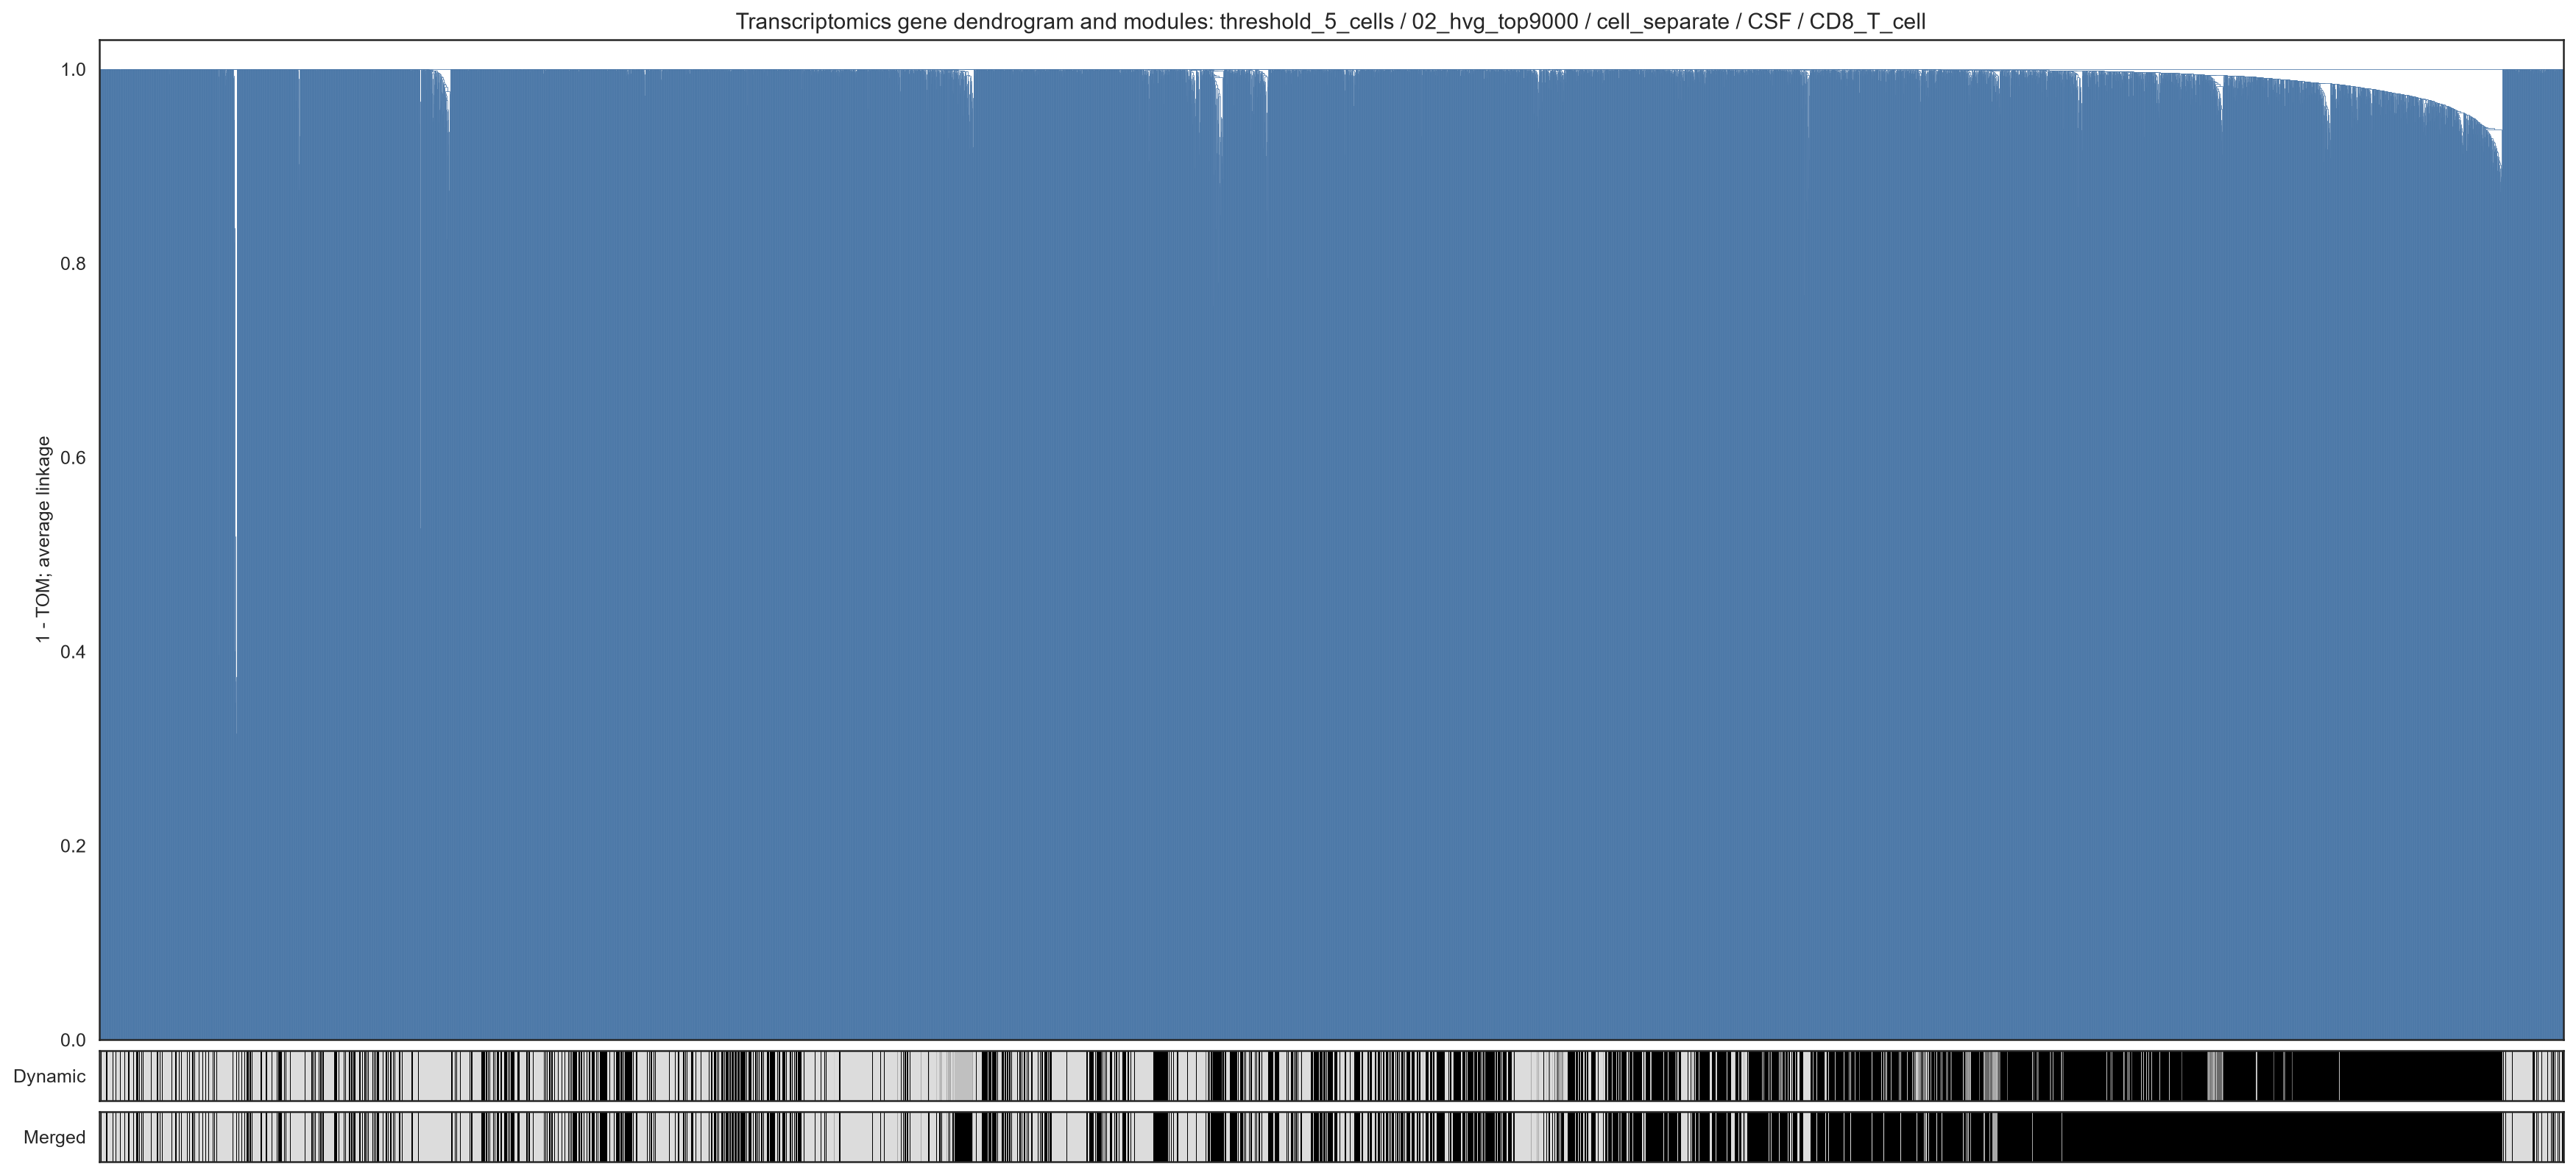 Transcriptomics gene dendrogram and modules: threshold_5_cells / 02_hvg_top9000 / cell_separate / CSF / CD8_T_cell
1.0
0.8
0.6
0.4
0.2
0.0
1 - TOM; average linkage
Dynamic
Merged